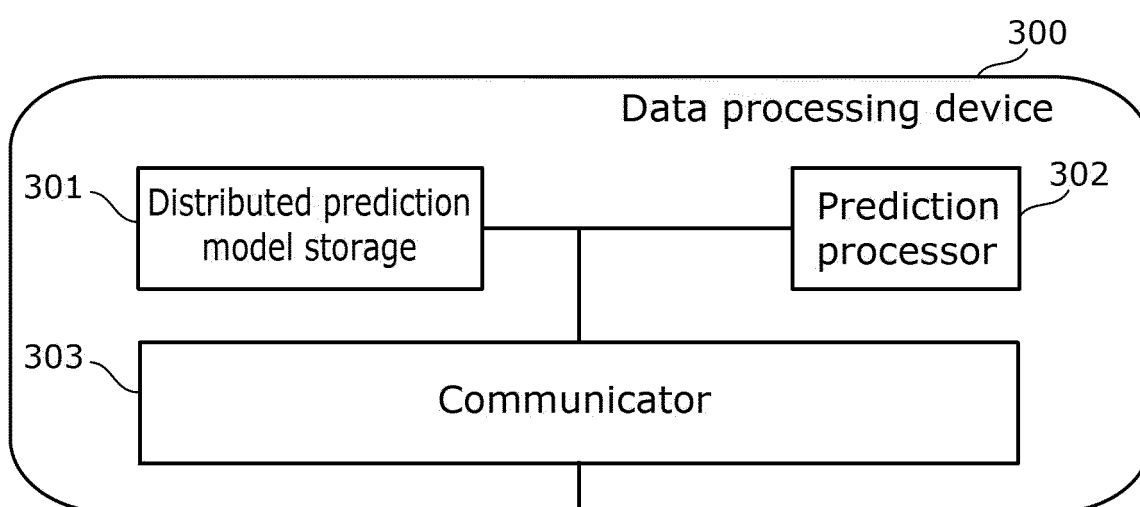 300
Data processing device
301
Distributed prediction
model storage
302
Prediction
processor
303
Communicator